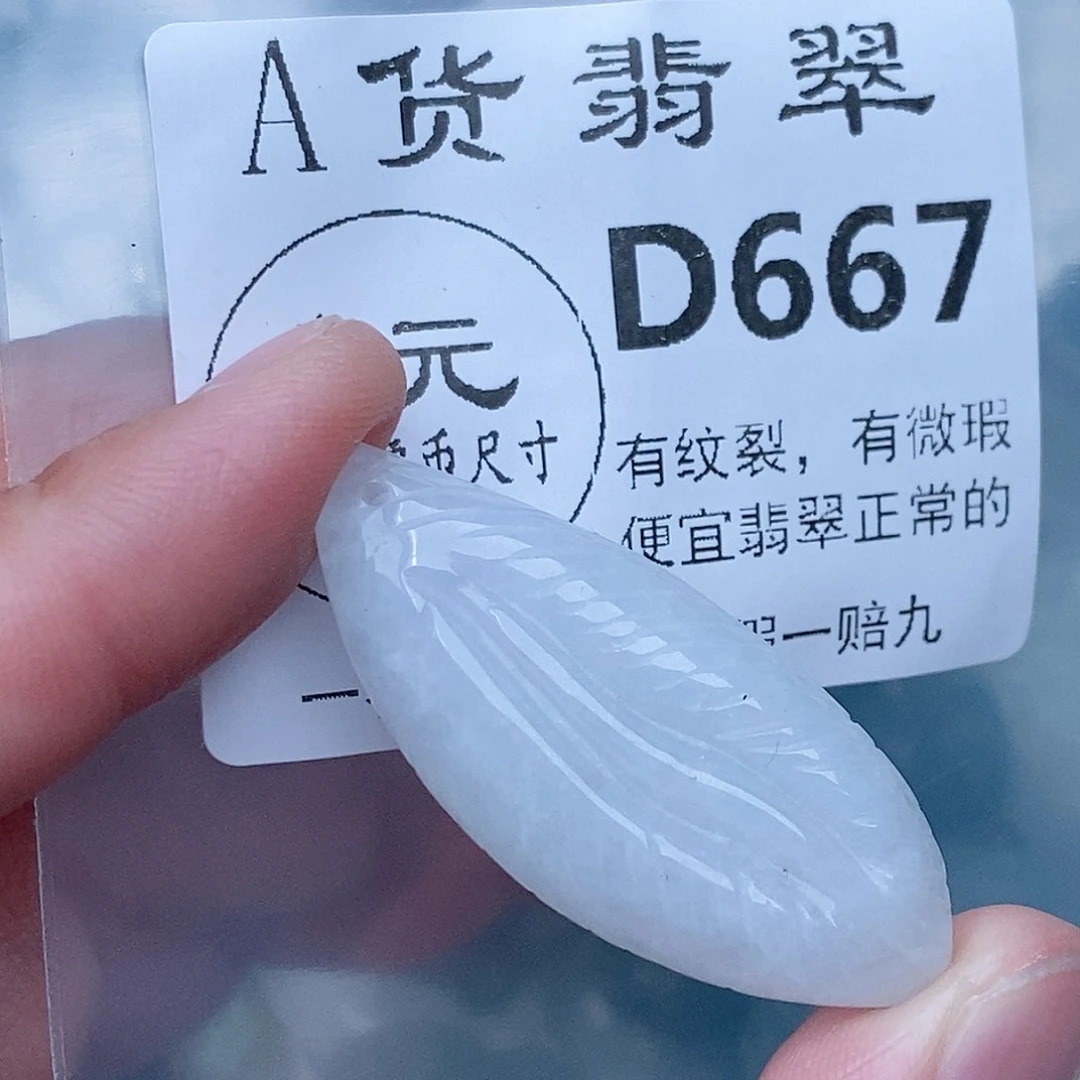 A货翡翠
D667
元
币尺寸
有纹裂，有微瑕
便宜翡翠正常的
一赔九
一